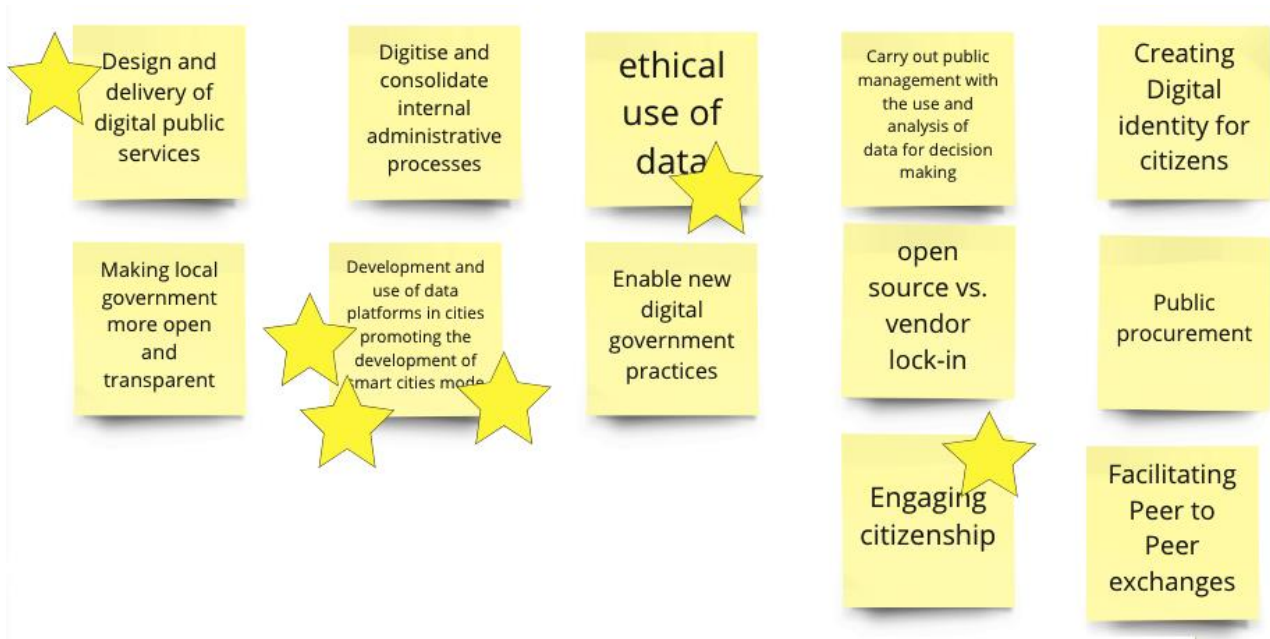 Design and
delivery of
digital public
services
Digitise and
consolidate
internal
administrative
processes
ethical
use of
data
Carry out public
management with
the use and
analysis of
data for decision
making
Creating
Digital
identity for
citizens
Making local
government
more open
and
transparent
Development and
use of data
platforms in cities
promoting the
development of
smart cities mode
Enable new
digital
government
practices
open
source vs.
vendor
lock-in
Public
procurement
Engaging
citizenship
Facilitating
Peer to
Peer
exchanges